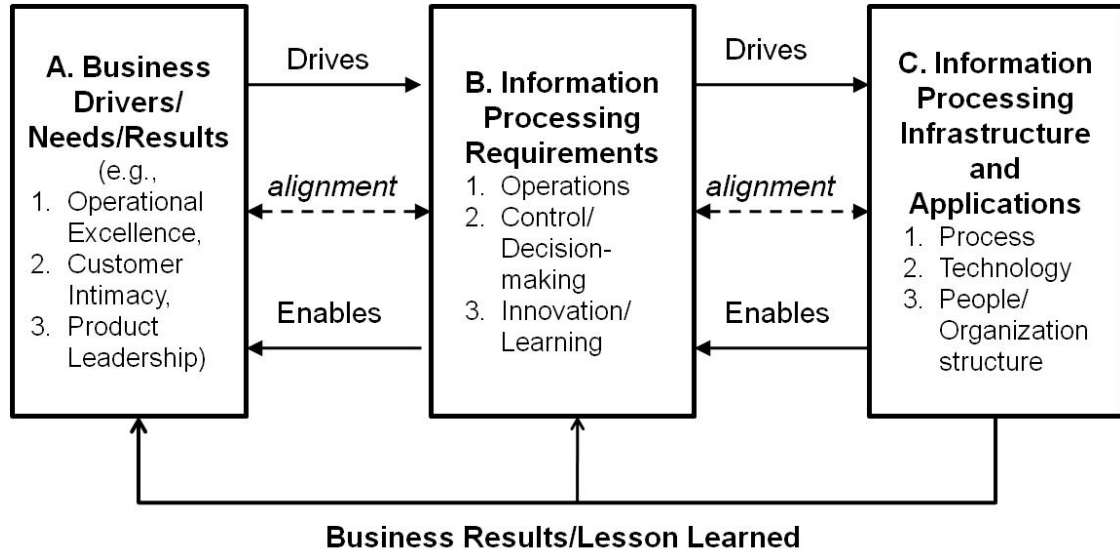 A. Business
Drivers/
Needs/Results
(e.g.,
1. Operational
Excellence,
2. Customer
Intimacy,
3. Product
Leadership)
Drives
alignment
Enables
B. Information
Processing
Requirements
1. Operations
2. Control/
Decision-
making
3. Innovation/
Learning
Drives
alignment
Enables
C. Information
Processing
Infrastructure
and
Applications
1. Process
2. Technology
3. People/
Organization
structure
Business Results/Lesson Learned